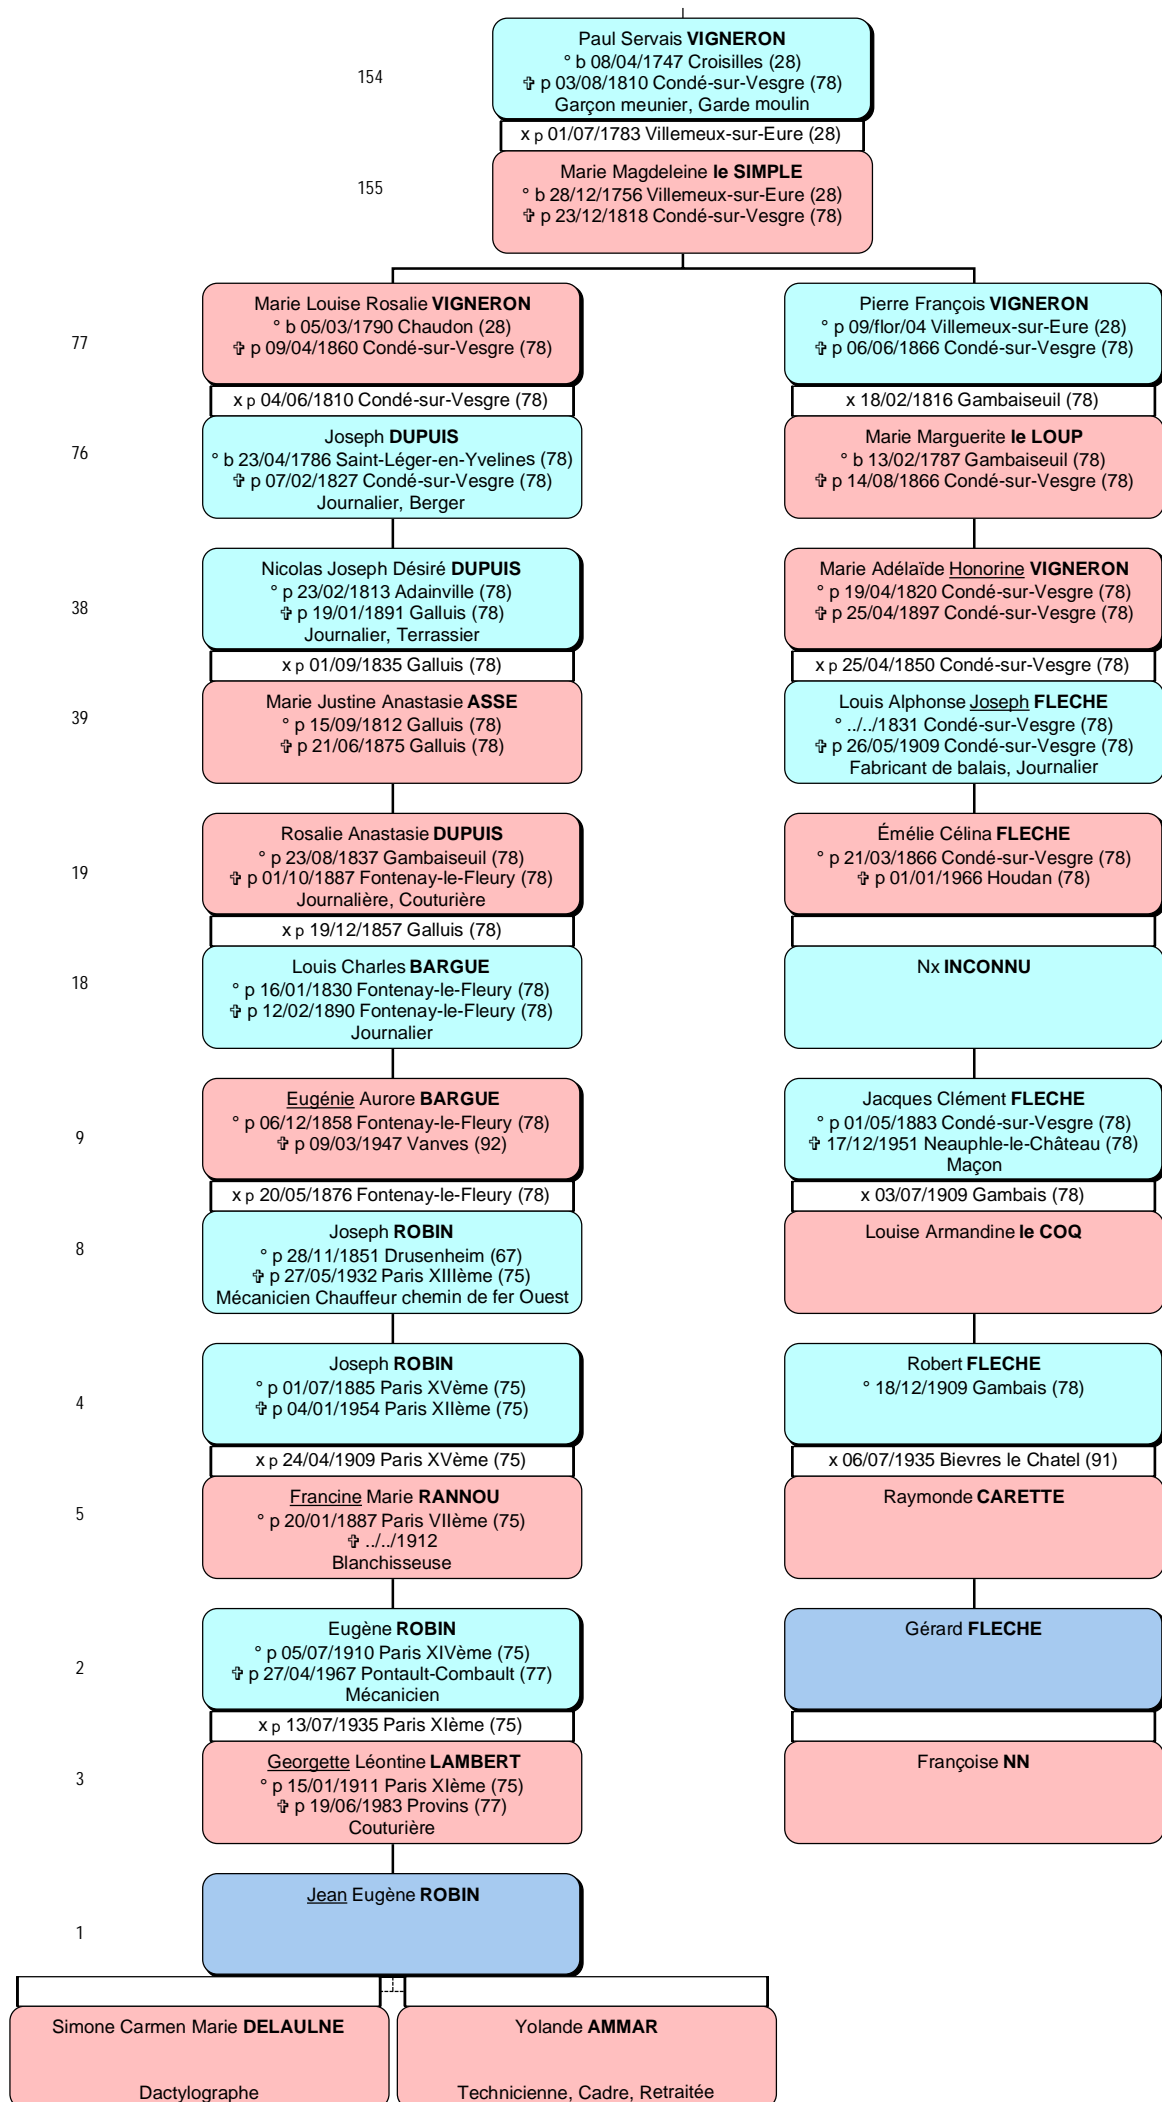 Paul Servais VIGNERON
° b 08/04/1747 Croisilles (28)
✞ p 03/08/1810 Condé-sur-Vesgre (78)
Garçon meunier, Garde moulin
154
x p 01/07/1783 Villemeux-sur-Eure (28)
Marie Magdeleine le SIMPLE
° b 28/12/1756 Villemeux-sur-Eure (28)
✞ p 23/12/1818 Condé-sur-Vesgre (78)
155
Marie Louise Rosalie VIGNERON
° b 05/03/1790 Chaudon (28)
✞ p 09/04/1860 Condé-sur-Vesgre (78)
77
Pierre François VIGNERON
° p 09/flor/04 Villemeux-sur-Eure (28)
✞ p 06/06/1866 Condé-sur-Vesgre (78)
x p 04/06/1810 Condé-sur-Vesgre (78)
x 18/02/1816 Gambaiseuil (78)
Joseph DUPUIS
° b 23/04/1786 Saint-Léger-en-Yvelines (78)
✞ p 07/02/1827 Condé-sur-Vesgre (78)
Journalier, Berger
76
Marie Marguerite le LOUP
° b 13/02/1787 Gambaiseuil (78)
✞ p 14/08/1866 Condé-sur-Vesgre (78)
Nicolas Joseph Désiré DUPUIS
° p 23/02/1813 Adainville (78)
✞ p 19/01/1891 Galluis (78)
Journalier, Terrassier
38
Marie Adélaïde Honorine VIGNERON
° p 19/04/1820 Condé-sur-Vesgre (78)
✞ p 25/04/1897 Condé-sur-Vesgre (78)
x p 01/09/1835 Galluis (78)
x p 25/04/1850 Condé-sur-Vesgre (78)
Marie Justine Anastasie ASSE
° p 15/09/1812 Galluis (78)
✞ p 21/06/1875 Galluis (78)
39
Louis Alphonse Joseph FLECHE
° ../../1831 Condé-sur-Vesgre (78)
✞ p 26/05/1909 Condé-sur-Vesgre (78)
Fabricant de balais, Journalier
Rosalie Anastasie DUPUIS
° p 23/08/1837 Gambaiseuil (78)
✞ p 01/10/1887 Fontenay-le-Fleury (78)
Journalière, Couturière
19
Émélie Célina FLECHE
° p 21/03/1866 Condé-sur-Vesgre (78)
✞ p 01/01/1966 Houdan (78)
x p 19/12/1857 Galluis (78)
Louis Charles BARGUE
° p 16/01/1830 Fontenay-le-Fleury (78)
✞ p 12/02/1890 Fontenay-le-Fleury (78)
Journalier
18
Nx INCONNU
Eugénie Aurore BARGUE
° p 06/12/1858 Fontenay-le-Fleury (78)
✞ p 09/03/1947 Vanves (92)
9
Jacques Clément FLECHE
° p 01/05/1883 Condé-sur-Vesgre (78)
✞ 17/12/1951 Neauphle-le-Château (78)
Maçon
x p 20/05/1876 Fontenay-le-Fleury (78)
x 03/07/1909 Gambais (78)
Joseph ROBIN
° p 28/11/1851 Drusenheim (67)
✞ p 27/05/1932 Paris XIIIème (75)
Mécanicien Chauffeur chemin de fer Ouest
8
Louise Armandine le COQ
Joseph ROBIN
° p 01/07/1885 Paris XVème (75)
✞ p 04/01/1954 Paris XIIème (75)
4
Robert FLECHE
° 18/12/1909 Gambais (78)
x p 24/04/1909 Paris XVème (75)
x 06/07/1935 Bievres le Chatel (91)
Francine Marie RANNOU
° p 20/01/1887 Paris VIIème (75)
✞ ../../1912
Blanchisseuse
5
Raymonde CARETTE
Eugène ROBIN
° p 05/07/1910 Paris XIVème (75)
✞ p 27/04/1967 Pontault-Combault (77)
Mécanicien
2
Gérard FLECHE
x p 13/07/1935 Paris XIème (75)
Georgette Léontine LAMBERT
° p 15/01/1911 Paris XIème (75)
✞ p 19/06/1983 Provins (77)
Couturière
3
Françoise NN
Jean Eugène ROBIN
1
Simone Carmen Marie DELAULNE
Dactylographe
Yolande AMMAR
Technicienne, Cadre, Retraitée